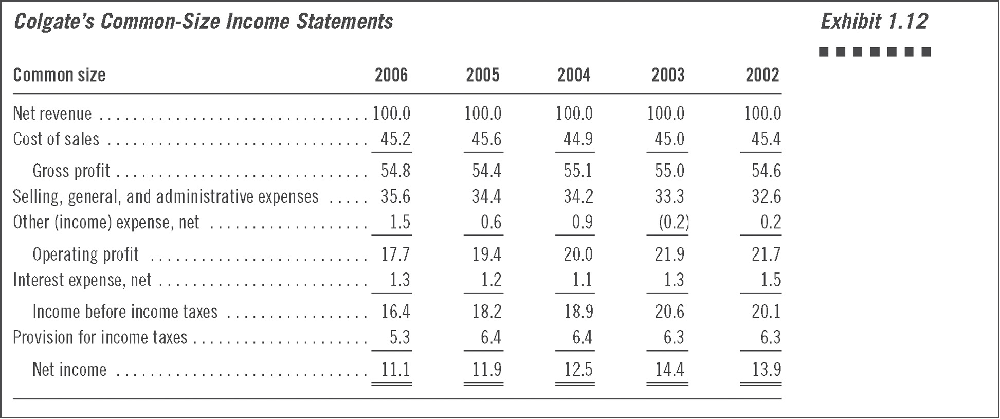 Colgate's Common-Size Income Statements Exhibit 1.12
Common size 2006 2005 2004 2003 2002
Net revenue . . . . . . . . . . . . . . . . . . . . . . . . . . . . . . . . 100.0 100.0 100.0 100.0 100.0
Cost of sales . . . . . . . . . . . . . . . . . . . . . . . . . . . . . . . 45.2 45.6 44.9 45.0 45.4
Gross profit . . . . . . . . . . . . . . . . . . . . . . . . . . . . . . 54.8 54.4 55.1 55.0 54.6
Selling, general, and administrative expenses . . . . . 35.6 34.4 34.2 33.3 32.6
Other (income) expense, net . . . . . . . . . . . . . . . . . . . 1.5 0.6 0.9 (0.2) 0.2
Operating profit . . . . . . . . . . . . . . . . . . . . . . . . . . 17.7 19.4 20.0 21.9 21.7
Interest expense, net . . . . . . . . . . . . . . . . . . . . . . . . . 1.3 1.2 1.1 1.3 1.5
Income before income taxes . . . . . . . . . . . . . . . . . 16.4 18.2 18.9 20.6 20.1
Provision for income taxes . . . . . . . . . . . . . . . . . . . . . 5.3 6.4 6.4 6.3 6.3
Net income . . . . . . . . . . . . . . . . . . . . . . . . . . . . . . 11.1 11.9 12.5 14.4 13.9